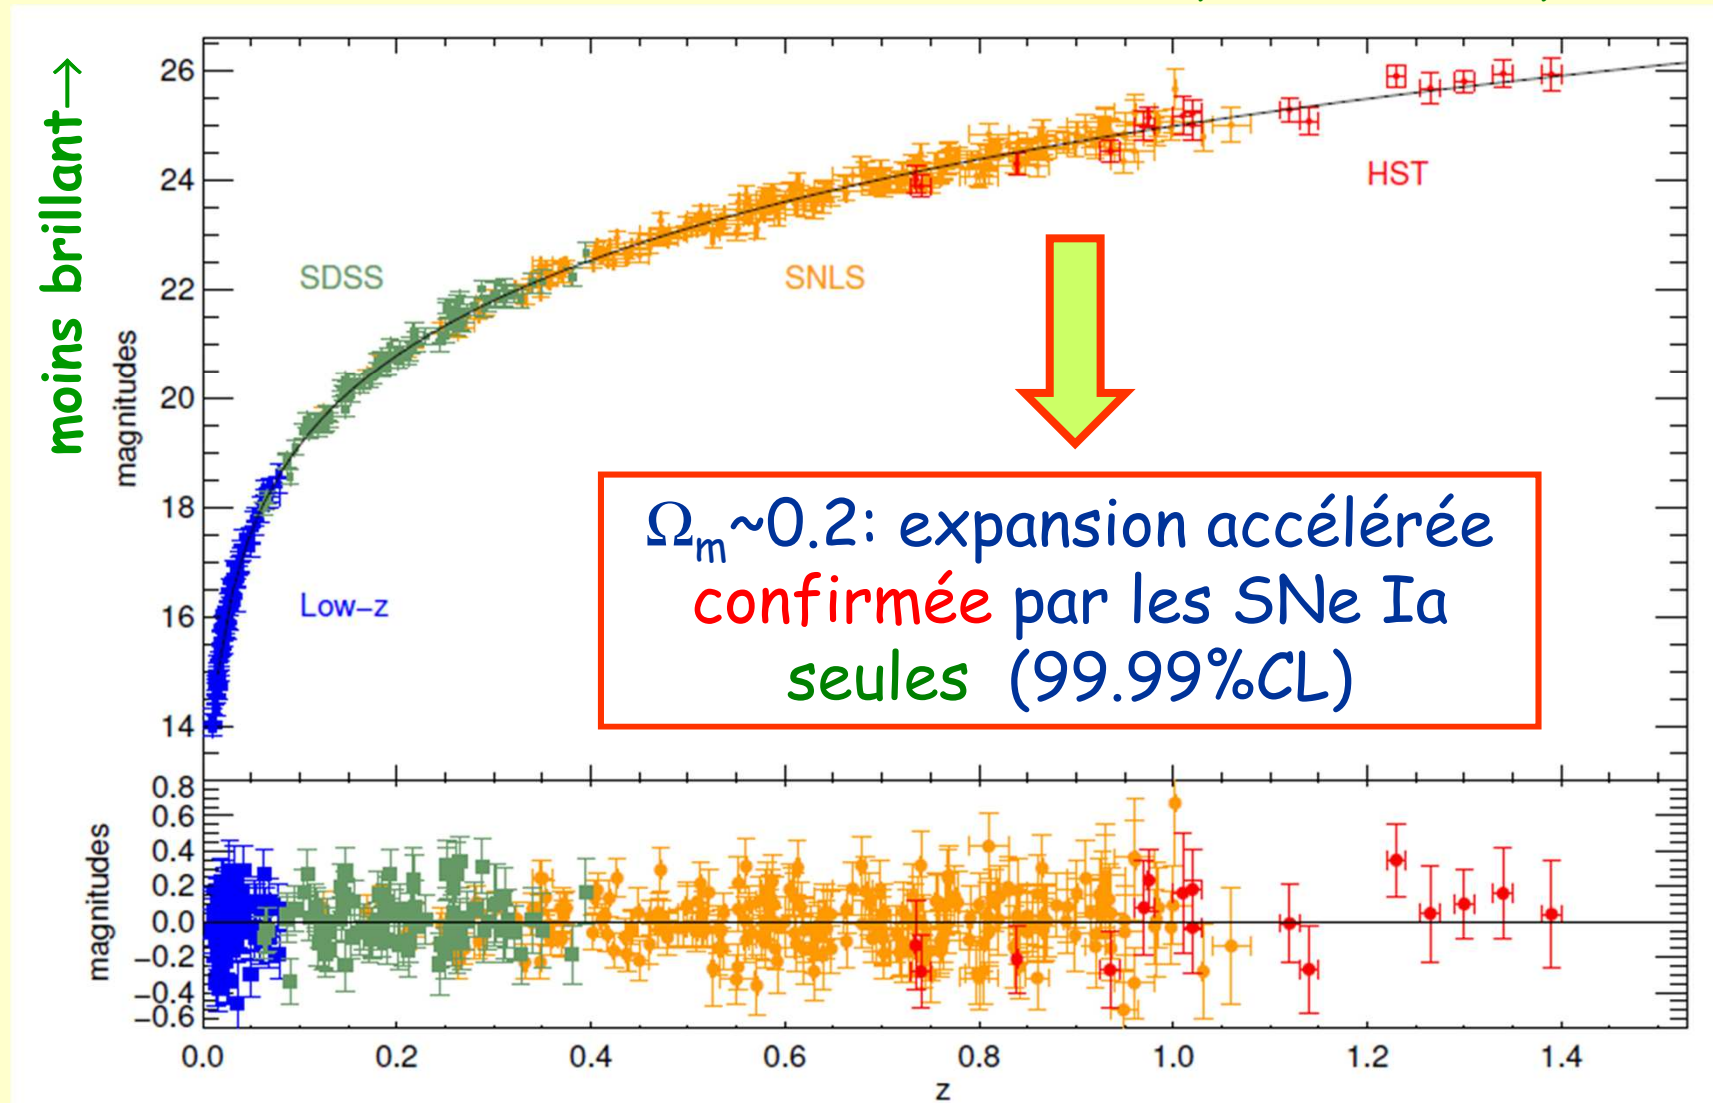 moins brillant→
magnitudes
26
24
22
20
18
16
14
SDSS
SNLS
HST
Low-z
Ωm~0.2: expansion accélérée
confirmée par les SNe Ia
seules (99.99%CL)
magnitudes
0.8
0.6
0.4
0.2
0.0
−0.2
−0.4
−0.6
0.0 0.2 0.4 0.6 0.8 1.0 1.2 1.4
z